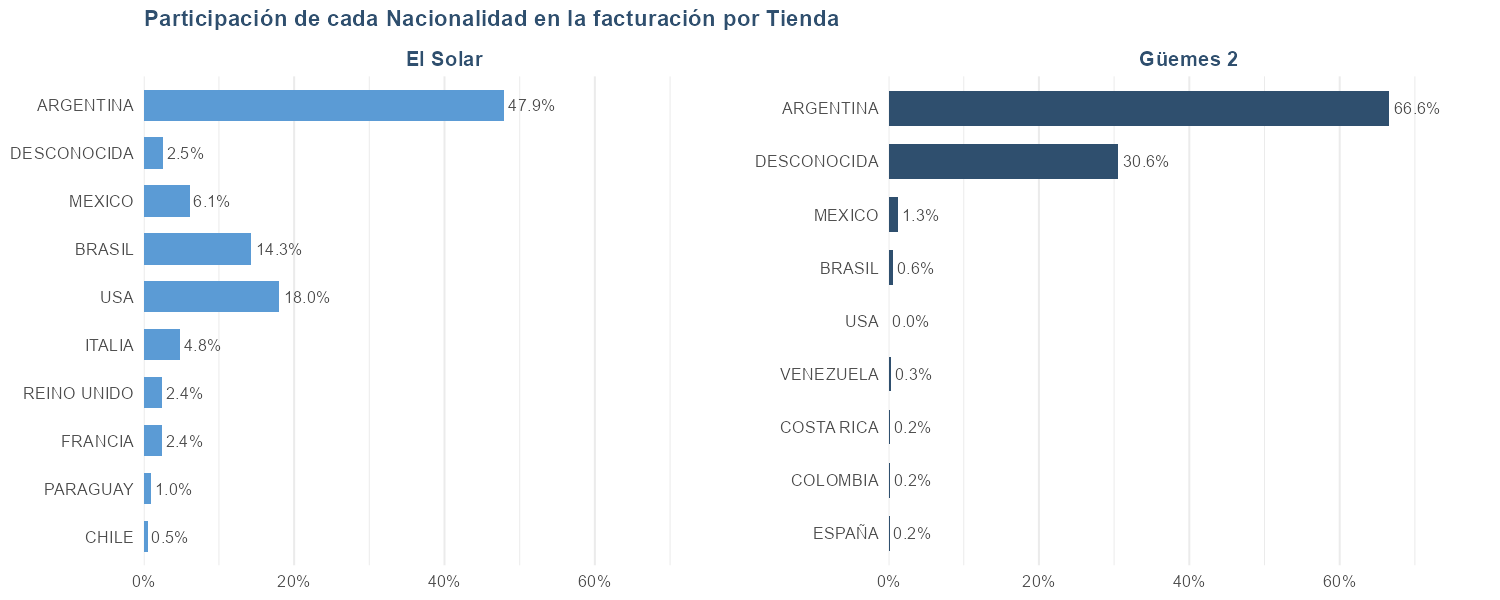 Participación de cada Nacionalidad en la facturación por Tienda
El Solar
ARGENTINA 47.9%
DESCONOCIDA 2.5%
MEXICO 6.1%
BRASIL 14.3%
USA 18.0%
ITALIA 4.8%
REINO UNIDO 2.4%
FRANCIA 2.4%
PARAGUAY 1.0%
CHILE 0.5%
0% 20% 40% 60%
Güemes 2
ARGENTINA 66.6%
DESCONOCIDA 30.6%
MEXICO 1.3%
BRASIL 0.6%
USA 0.0%
VENEZUELA 0.3%
COSTA RICA 0.2%
COLOMBIA 0.2%
ESPAÑA 0.2%
0% 20% 40% 60%